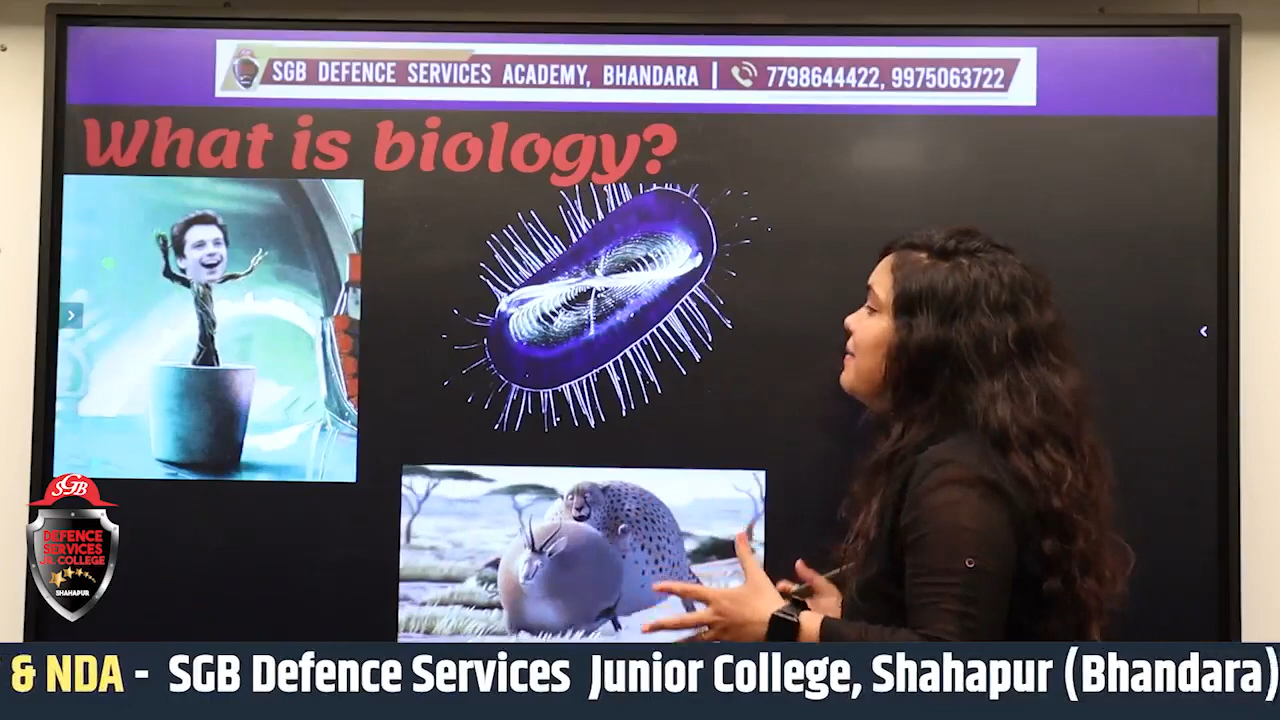 SGB DEFENCE SERVICES ACADEMY, BHANDARA | 7798644422, 9975063722
What is biology?
SGB
DEFENCE
SERVICES
JR. COLLEGE
SHAHAPUR
& NDA - SGB Defence Services Junior College, Shahapur (Bhandara)